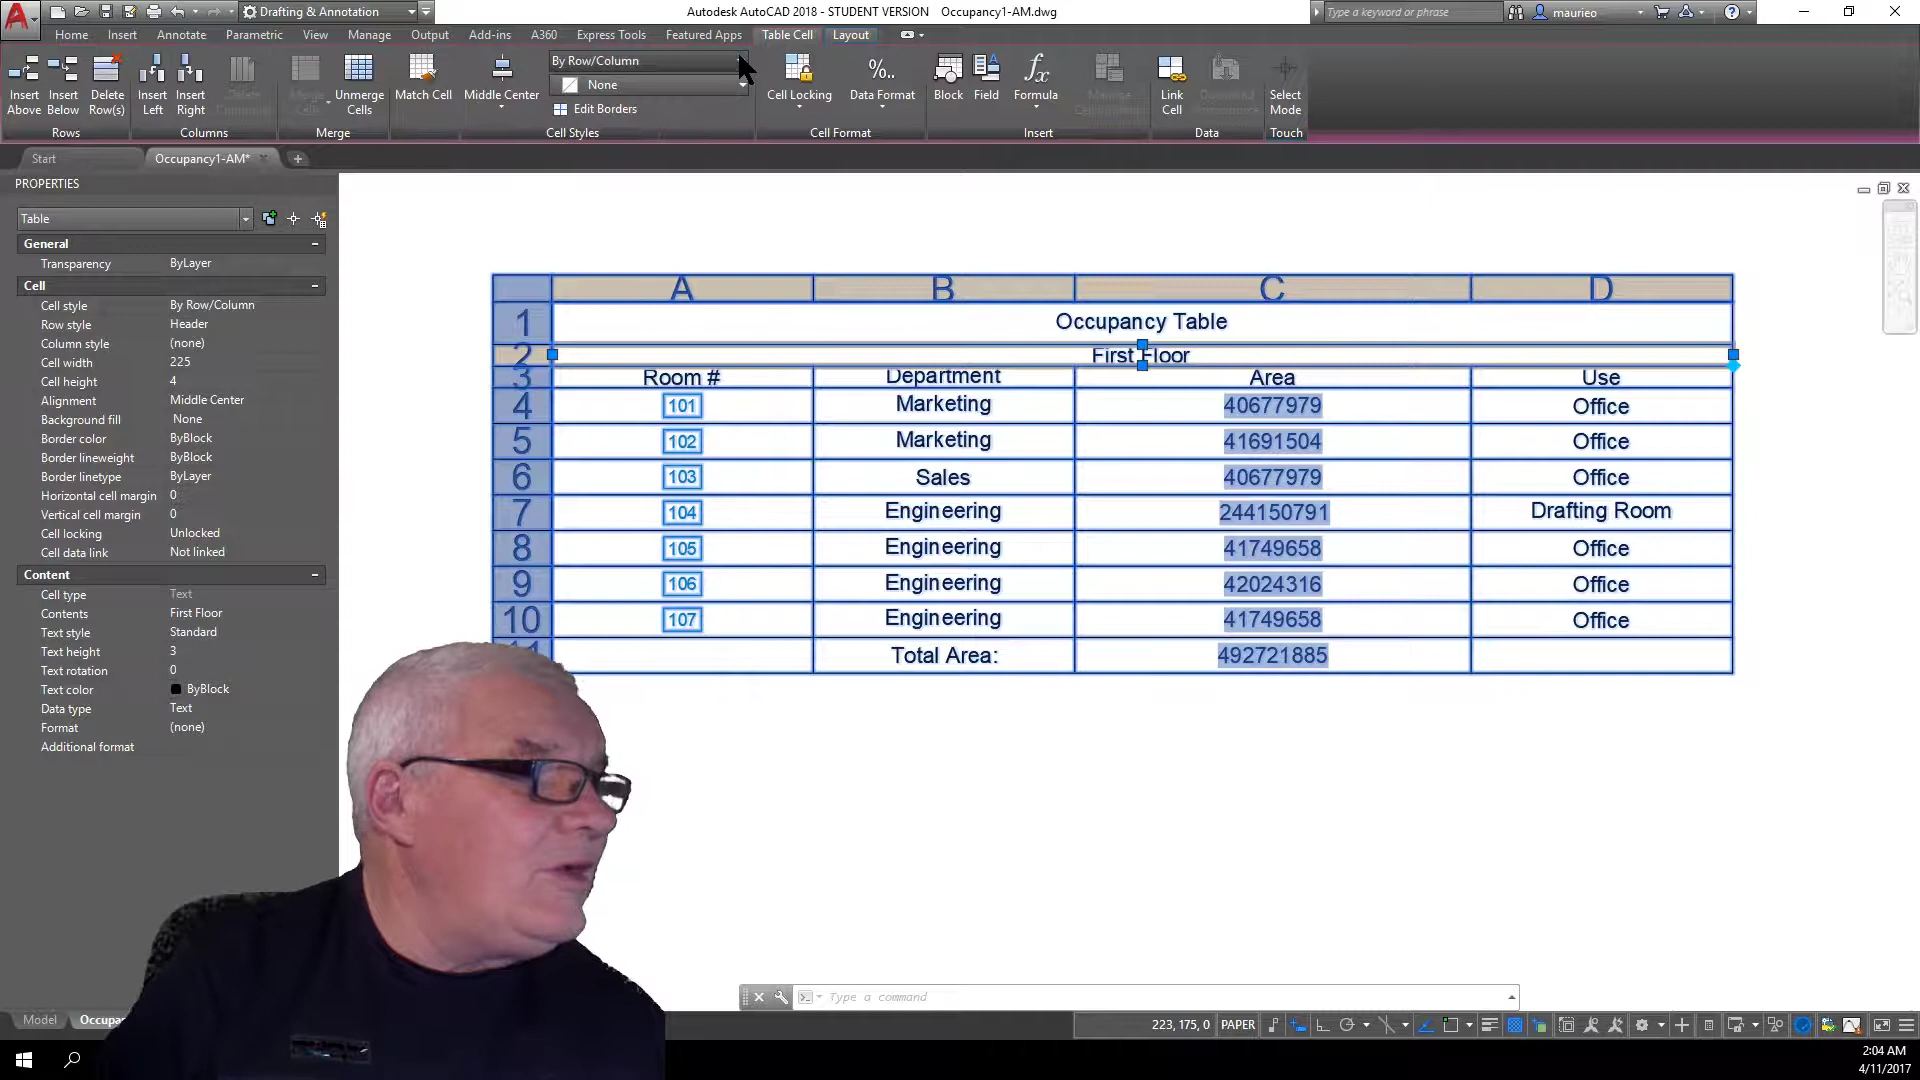 Drafting & Annotation
Autodesk AutoCAD 2018 - STUDENT VERSION Occupancy1-AM.dwg
Type a keyword or phrase
maurieo
Home Insert Annotate Parametric View Manage Output Add-ins A360 Express Tools Featured Apps Table Cell Layout
Insert Above
Insert Below
Delete Row(s)
Rows
Insert Left
Insert Right
Columns
Unmerge Cells
Merge
Match Cell
Middle Center
By Row/Column
None
Edit Borders
Cell Styles
Cell Locking
Data Format
Cell Format
Block
Field
Formula
Insert
Link Cell
Data
Select Mode
Touch
Start
Occupancy1-AM*
PROPERTIES
Table
General
Transparency ByLayer
Cell
Cell style By Row/Column
Row style Header
Column style (none)
Cell width 225
Cell height 4
Alignment Middle Center
Background fill None
Border color ByBlock
Border lineweight ByBlock
Border linetype ByLayer
Horizontal cell margin 0
Vertical cell margin 0
Cell locking Unlocked
Cell data link Not linked
Content
Cell type Text
Contents First Floor
Text style Standard
Text height 3
Text rotation 0
Text color ByBlock
Data type Text
Format (none)
Additional format
A B C D
1 Occupancy Table
2 First Floor
3 Room # Department Area Use
4 101 Marketing 40677979 Office
5 102 Marketing 41691504 Office
6 103 Sales 40677979 Office
7 104 Engineering 244150791 Drafting Room
8 105 Engineering 41749658 Office
9 106 Engineering 42024316 Office
10 107 Engineering 41749658 Office
Total Area: 492721885
Type a command
Model
223, 175, 0 PAPER
2:04 AM
4/11/2017